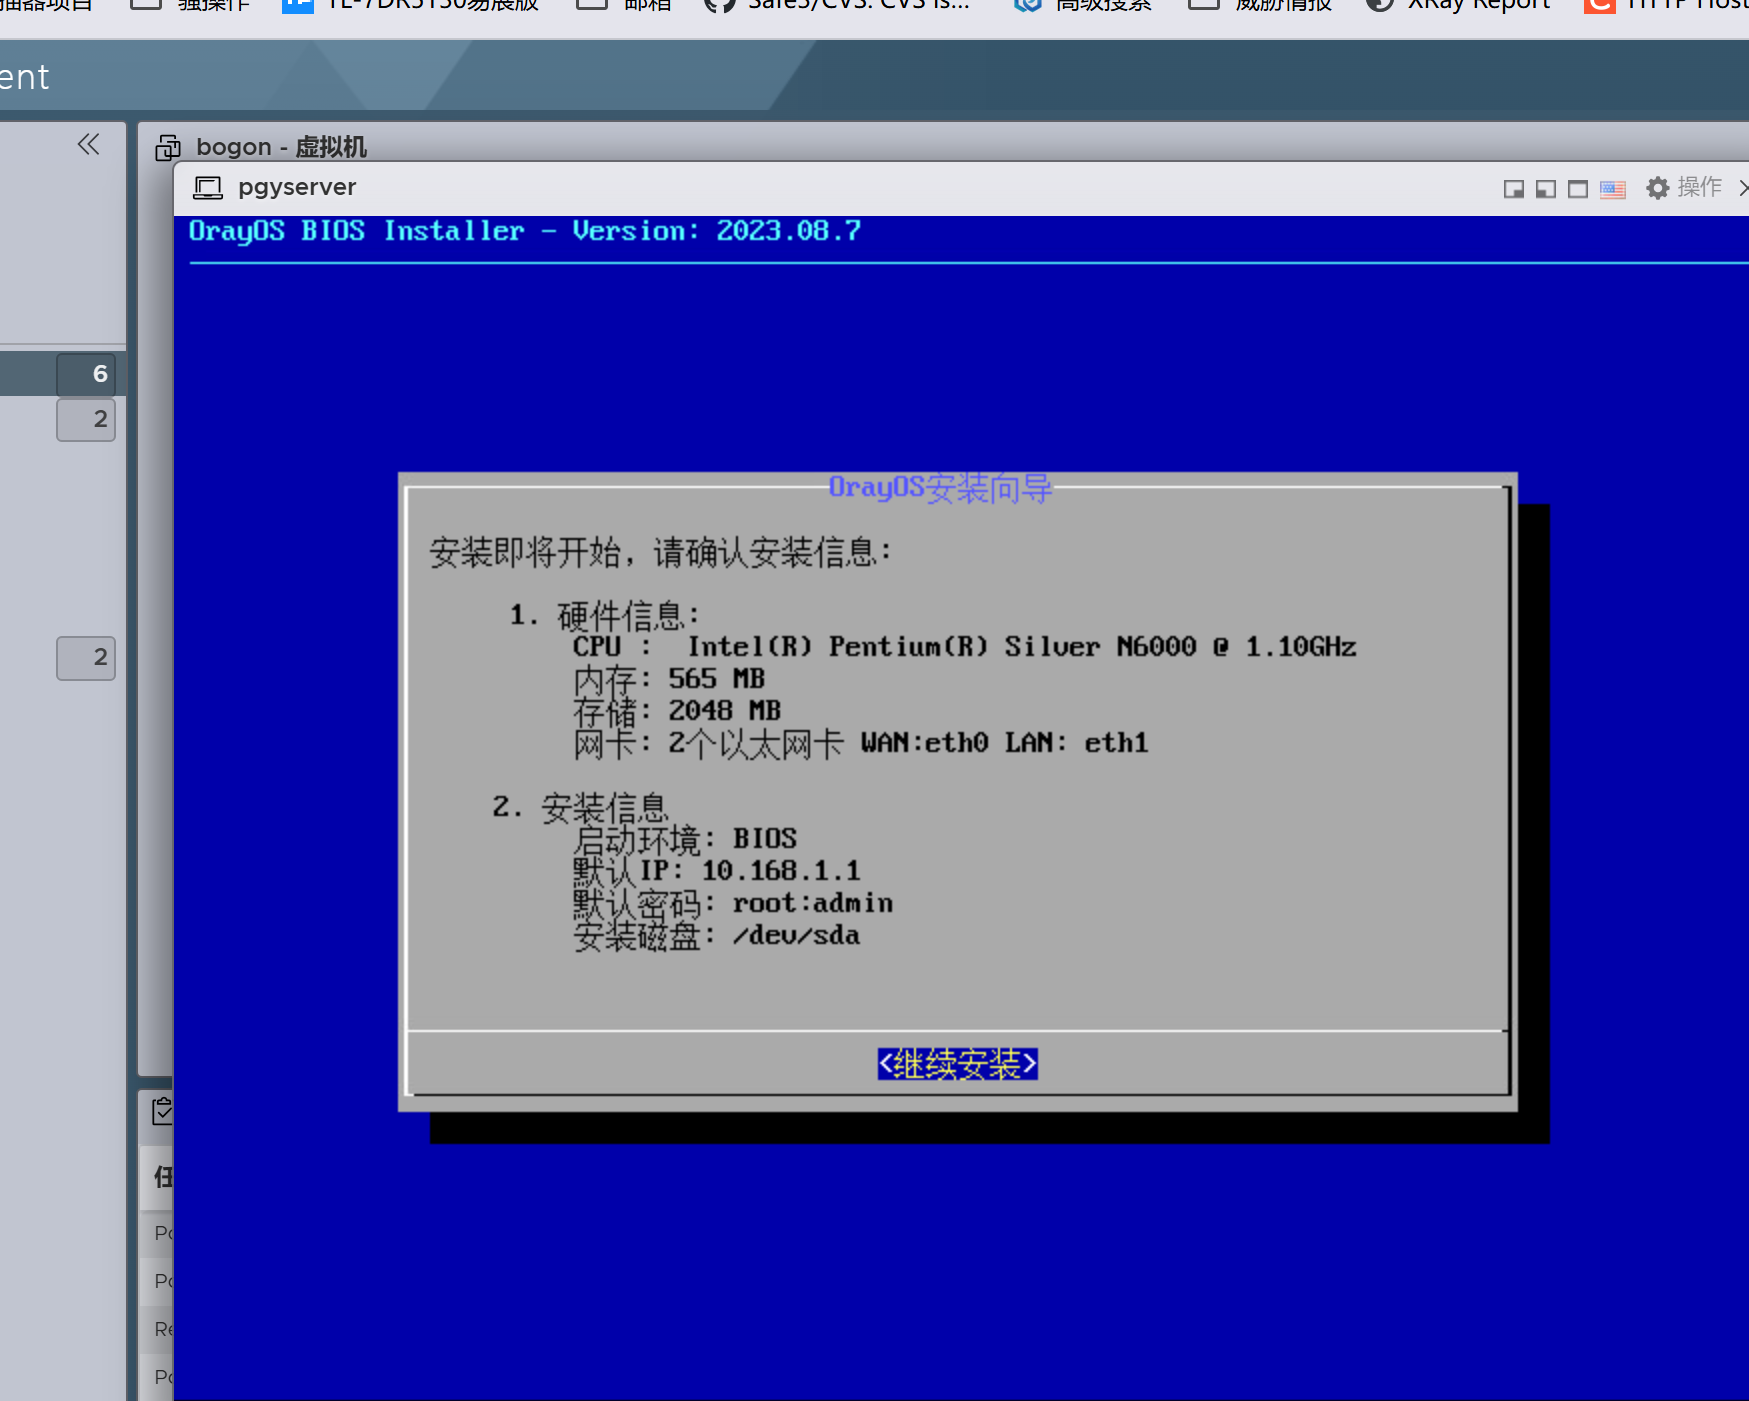 骚操作
TL-7DR5130易展版
邮箱
Safe3/CVS: CVS is...
高级搜索
威胁情报
XRay Report
HTTP Host
ent
bogon - 虚拟机
pgyserver
操作
OrayOS BIOS Installer - Version: 2023.08.7
6
2
2
OrayOS安装向导
安装即将开始，请确认安装信息：
1. 硬件信息：
CPU : Intel(R) Pentium(R) Silver N6000 @ 1.10GHz
内存：565 MB
存储：2048 MB
网卡：2个以太网卡 WAN:eth0 LAN: eth1
2. 安装信息
启动环境：BIOS
默认IP：10.168.1.1
默认密码：root:admin
安装磁盘：/dev/sda
<继续安装>
任
Po
Po
Re
Po